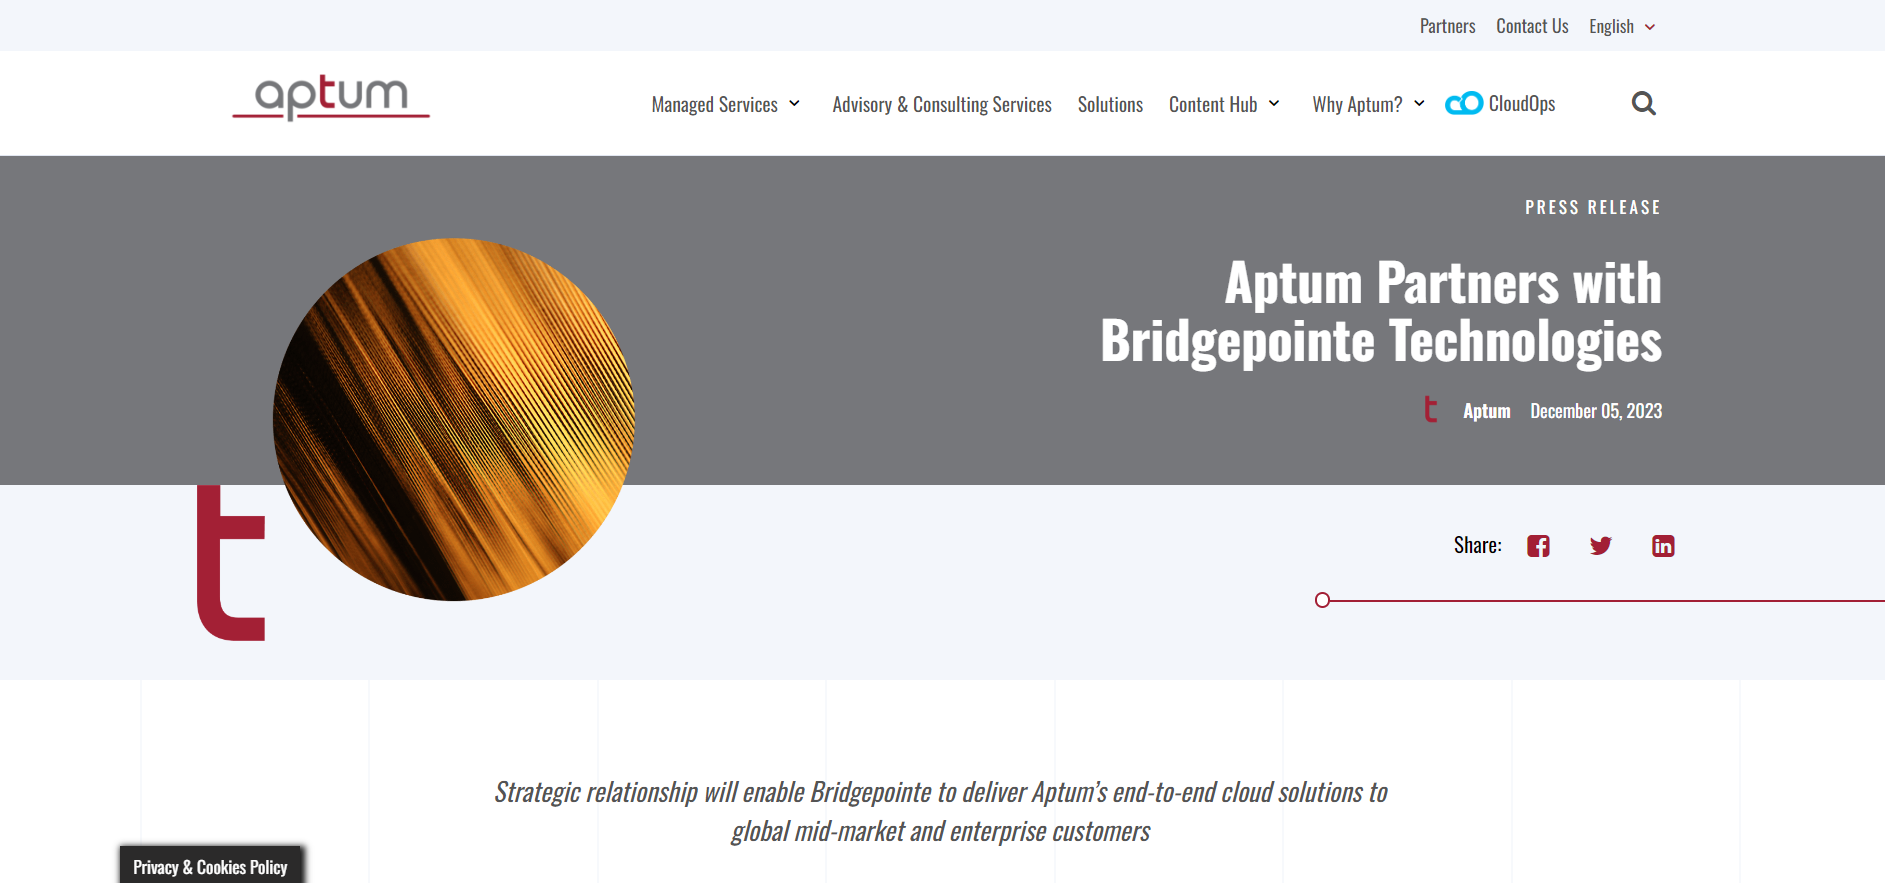 Partners Contact Us English
aptum
Managed Services Advisory & Consulting Services Solutions Content Hub Why Aptum? CloudOps
PRESS RELEASE
Aptum Partners with
Bridgepointe Technologies
t Aptum December 05, 2023
t
Share:
Strategic relationship will enable Bridgepointe to deliver Aptum’s end-to-end cloud solutions to
global mid-market and enterprise customers
Privacy & Cookies Policy